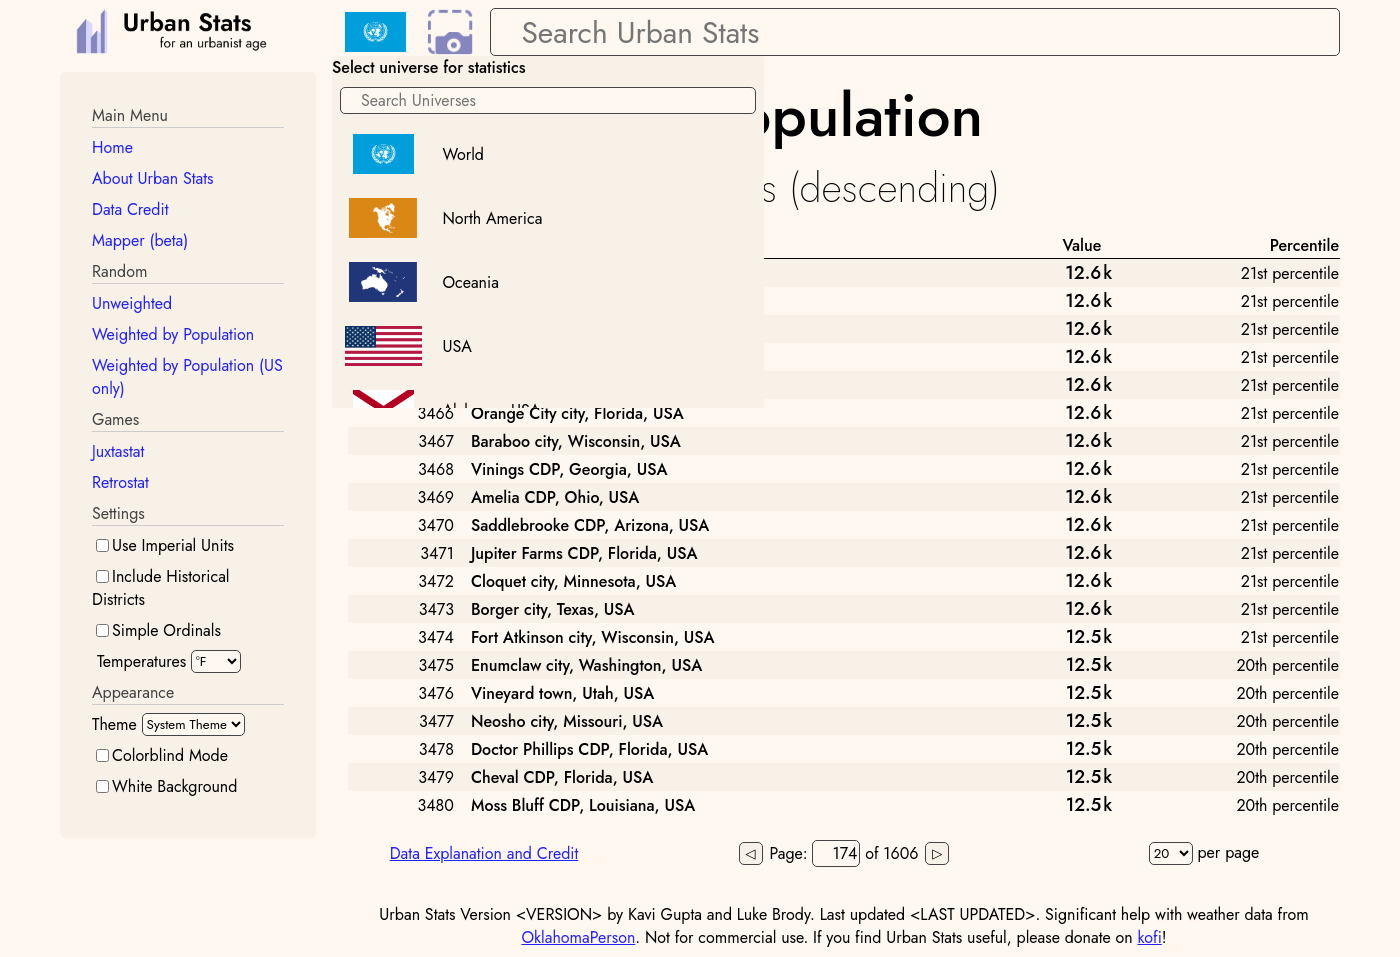 Urban Stats
for an urbanist age
Search Urban Stats
Select universe for statistics
Search Universes
World
North America
Oceania
USA
opulation
s (descending)
Main Menu
Home
About Urban Stats
Data Credit
Mapper (beta)
Random
Unweighted
Weighted by Population
Weighted by Population (US
only)
Games
Juxtastat
Retrostat
Settings
Use Imperial Units
Include Historical
Districts
Simple Ordinals
Temperatures °F
Appearance
Theme System Theme
Colorblind Mode
White Background
Value Percentile
12.6k 21st percentile
12.6k 21st percentile
12.6k 21st percentile
12.6k 21st percentile
12.6k 21st percentile
3466 Orange City city, Florida, USA 12.6k 21st percentile
3467 Baraboo city, Wisconsin, USA 12.6k 21st percentile
3468 Vinings CDP, Georgia, USA 12.6k 21st percentile
3469 Amelia CDP, Ohio, USA 12.6k 21st percentile
3470 Saddlebrooke CDP, Arizona, USA 12.6k 21st percentile
3471 Jupiter Farms CDP, Florida, USA 12.6k 21st percentile
3472 Cloquet city, Minnesota, USA 12.6k 21st percentile
3473 Borger city, Texas, USA 12.6k 21st percentile
3474 Fort Atkinson city, Wisconsin, USA 12.5k 21st percentile
3475 Enumclaw city, Washington, USA 12.5k 20th percentile
3476 Vineyard town, Utah, USA 12.5k 20th percentile
3477 Neosho city, Missouri, USA 12.5k 20th percentile
3478 Doctor Phillips CDP, Florida, USA 12.5k 20th percentile
3479 Cheval CDP, Florida, USA 12.5k 20th percentile
3480 Moss Bluff CDP, Louisiana, USA 12.5k 20th percentile
Data Explanation and Credit ◁ Page: 174 of 1606 ▷ 20 per page
Urban Stats Version <VERSION> by Kavi Gupta and Luke Brody. Last updated <LAST UPDATED>. Significant help with weather data from
OklahomaPerson. Not for commercial use. If you find Urban Stats useful, please donate on kofi!